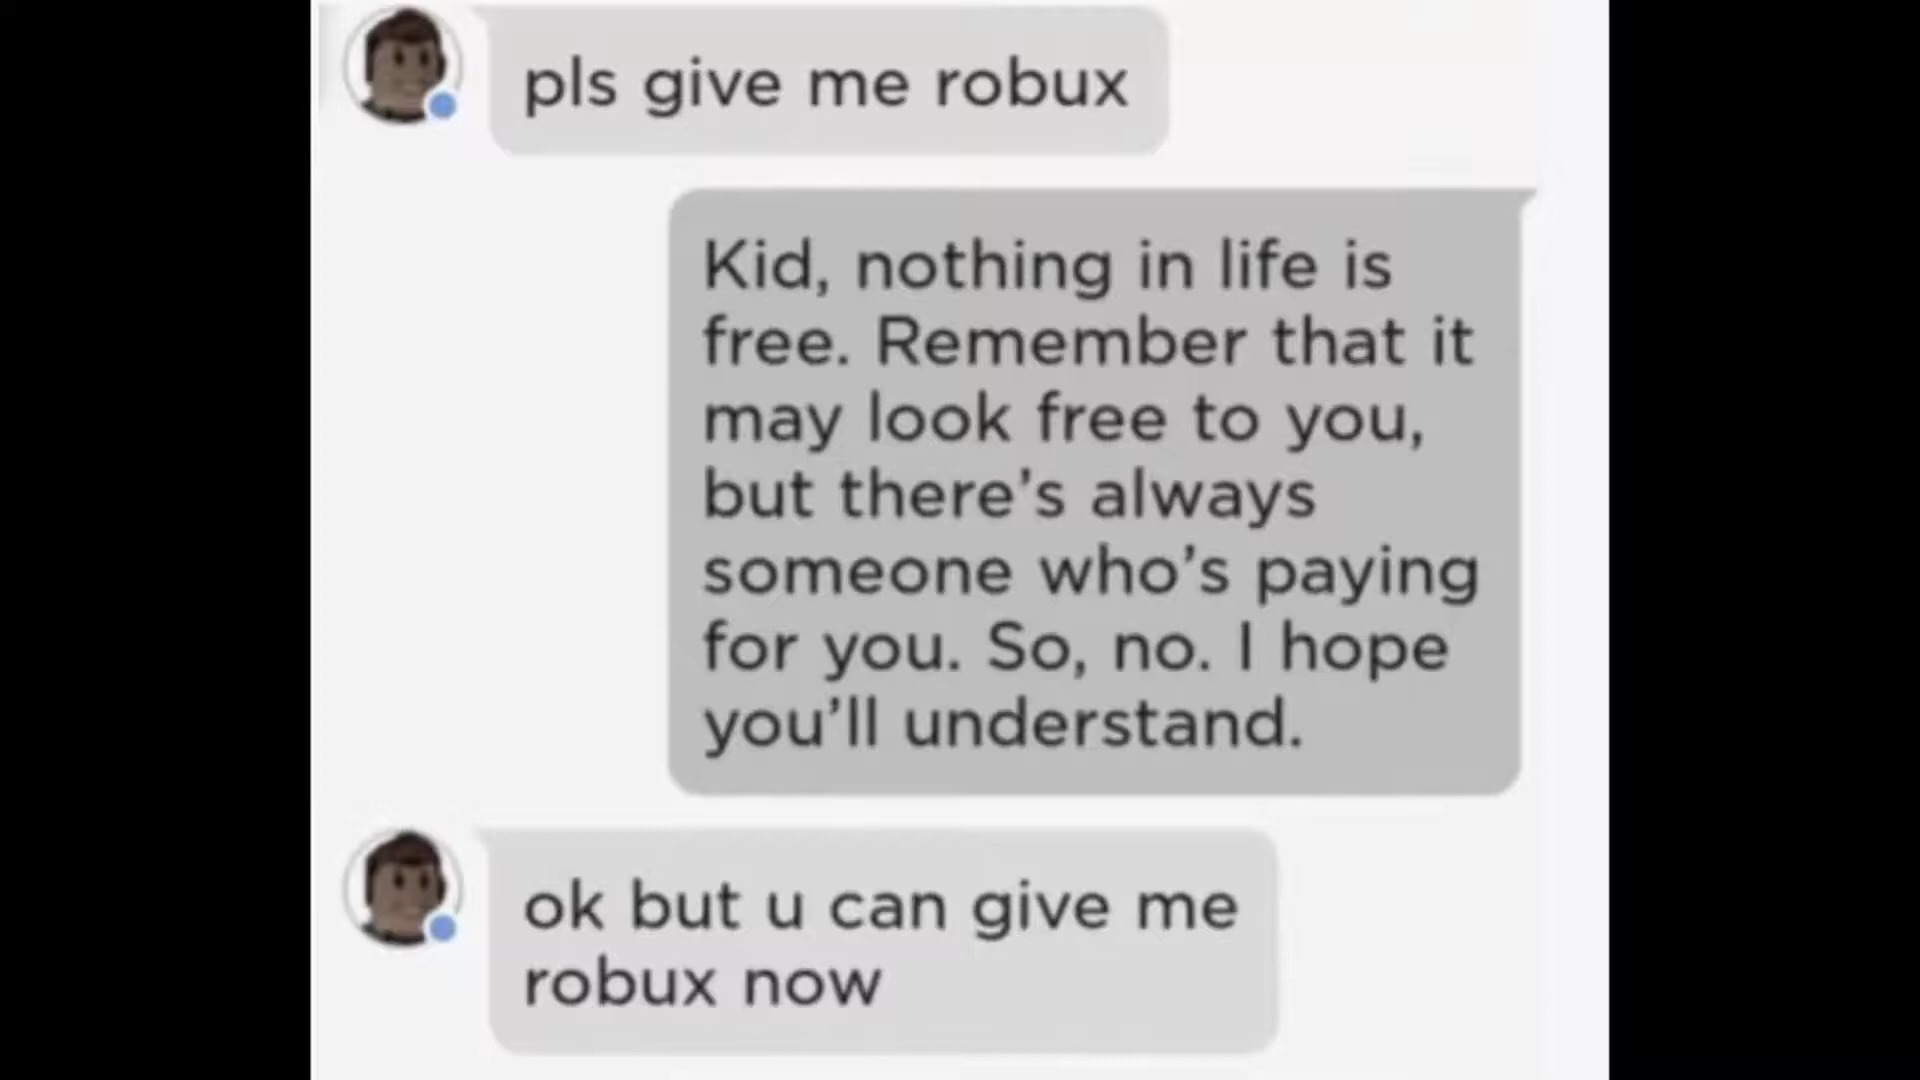 pls give me robux
Kid, nothing in life is
free. Remember that it
may look free to you,
but there's always
someone who's paying
for you. So, no. I hope
you'll understand.
ok but u can give me
robux now